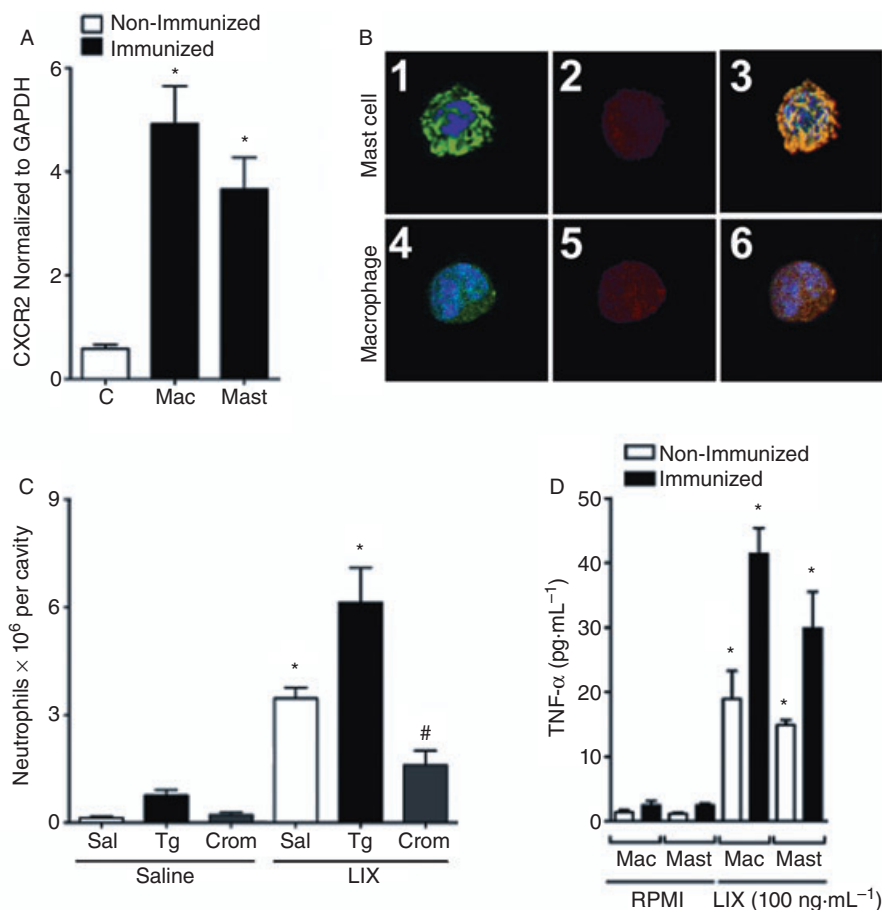 A
Non-Immunized
Immunized
CXCR2 Normalized to GAPDH
6
4
2
0
*
*
C Mac Mast
B
Mast cell
Macrophage
1 2 3
4 5 6
C
Neutrophils × 10⁶ per cavity
9
6
3
0
*
*
#
Sal Tg Crom Sal Tg Crom
Saline LIX
D
Non-Immunized
Immunized
TNF-α (pg·mL⁻¹)
50
40
30
20
10
0
*
*
*
*
Mac Mast Mac Mast
RPMI LIX (100 ng·mL⁻¹)